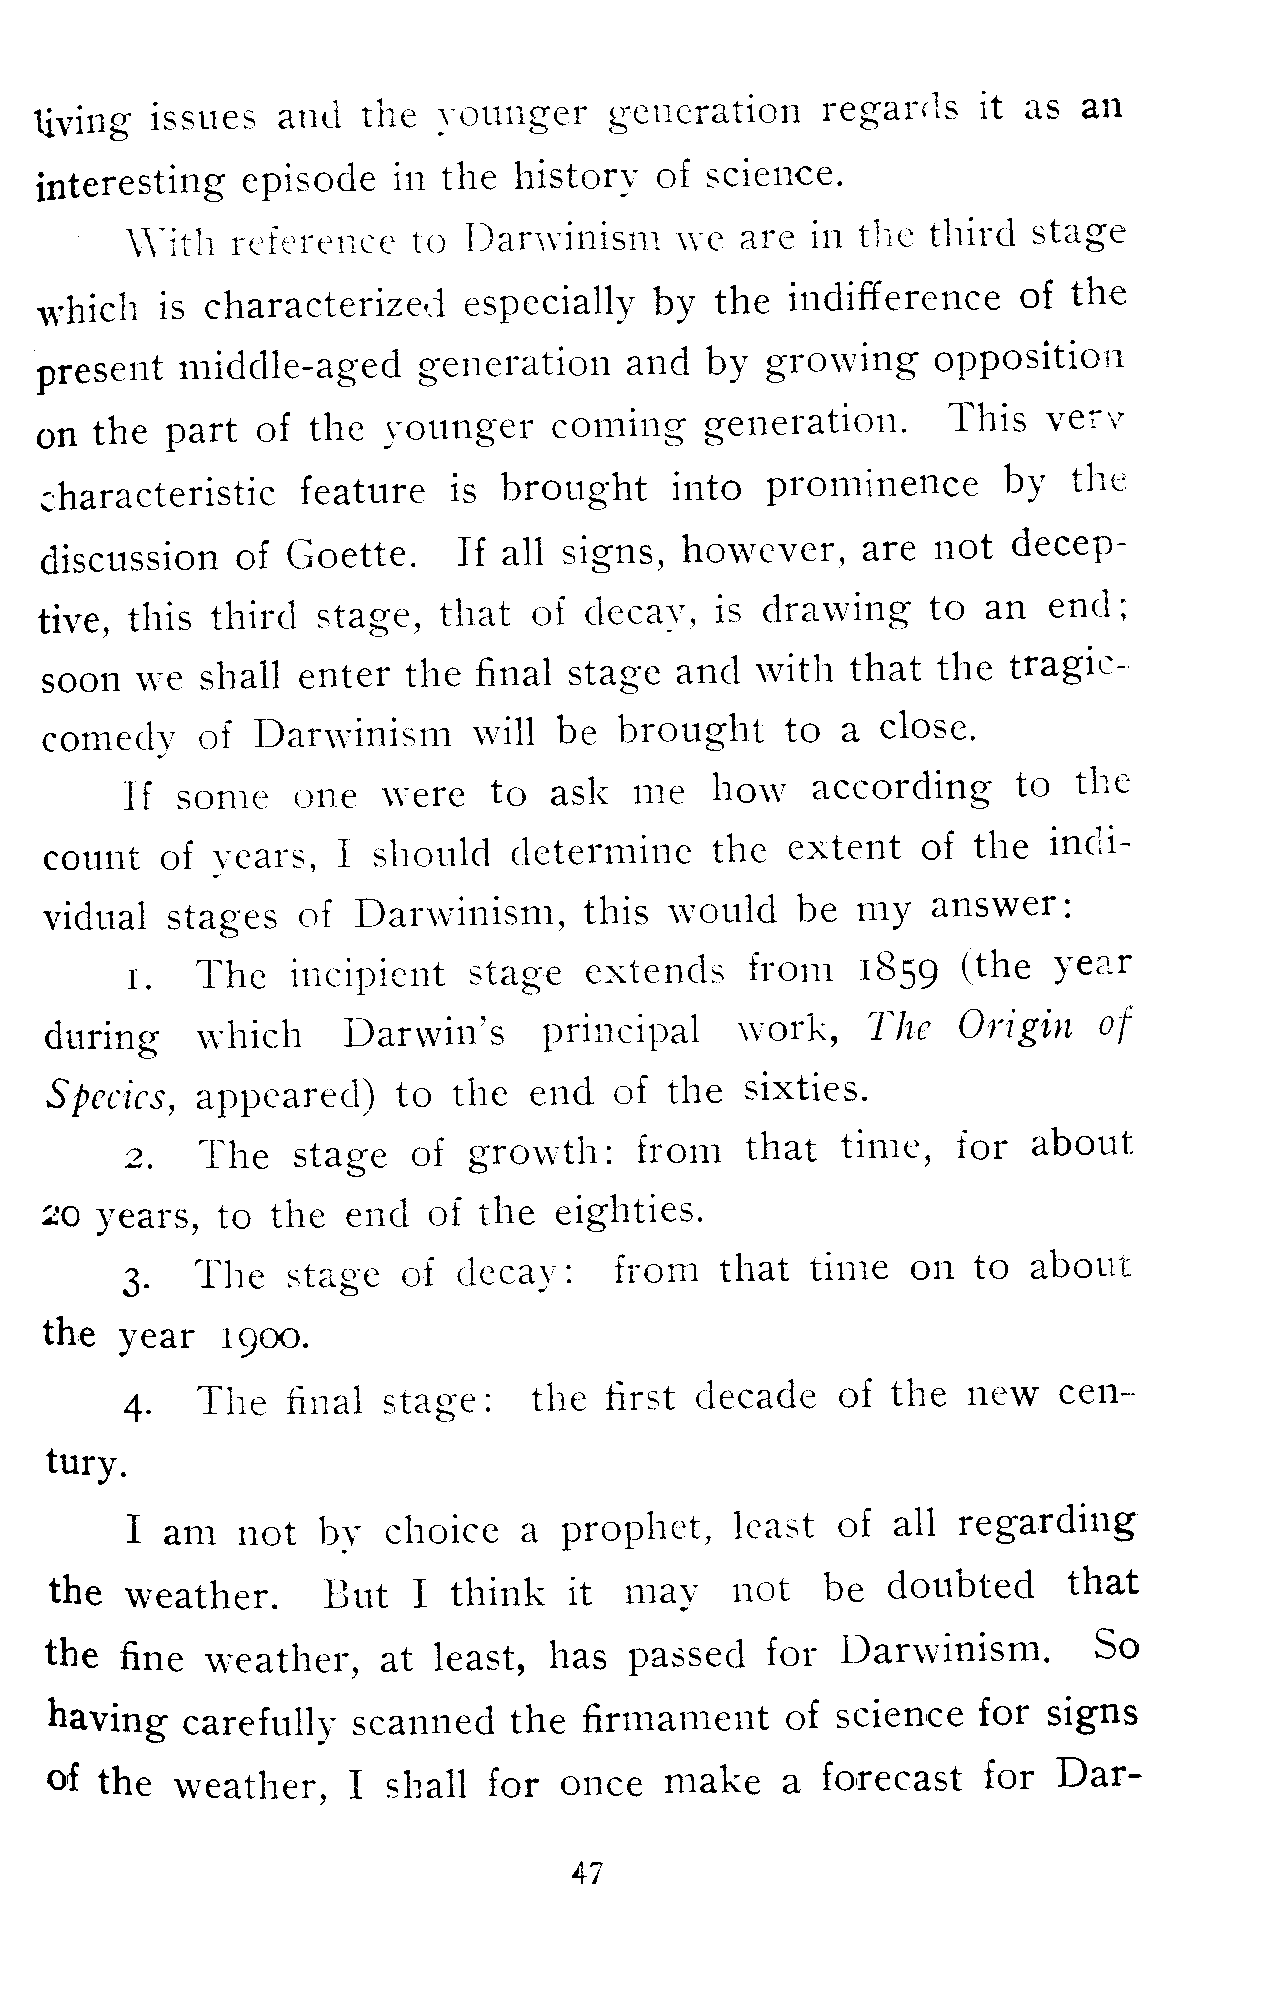 living issues and the younger generation regards it as an
interesting episode in the history of science.
With reference to Darwinism we are in the third stage
which is characterized especially by the indifference of the
present middle-aged generation and by growing opposition
on the part of the younger coming generation. This very
characteristic feature is brought into prominence by the
discussion of Goette. If all signs, however, are not decep-
tive, this third stage, that of decay, is drawing to an end;
soon we shall enter the final stage and with that the tragic-
comedy of Darwinism will be brought to a close.
If some one were to ask me how according to the
count of years, I should determine the extent of the indi-
vidual stages of Darwinism, this would be my answer:
1. The incipient stage extends from 1859 (the year
during which Darwin's principal work, The Origin of
Species, appeared) to the end of the sixties.
2. The stage of growth: from that time, for about
20 years, to the end of the eighties.
3. The stage of decay: from that time on to about
the year 1900.
4. The final stage: the first decade of the new cen-
tury.
I am not by choice a prophet, least of all regarding
the weather. But I think it may not be doubted that
the fine weather, at least, has passed for Darwinism. So
having carefully scanned the firmament of science for signs
of the weather, I shall for once make a forecast for Dar-
47